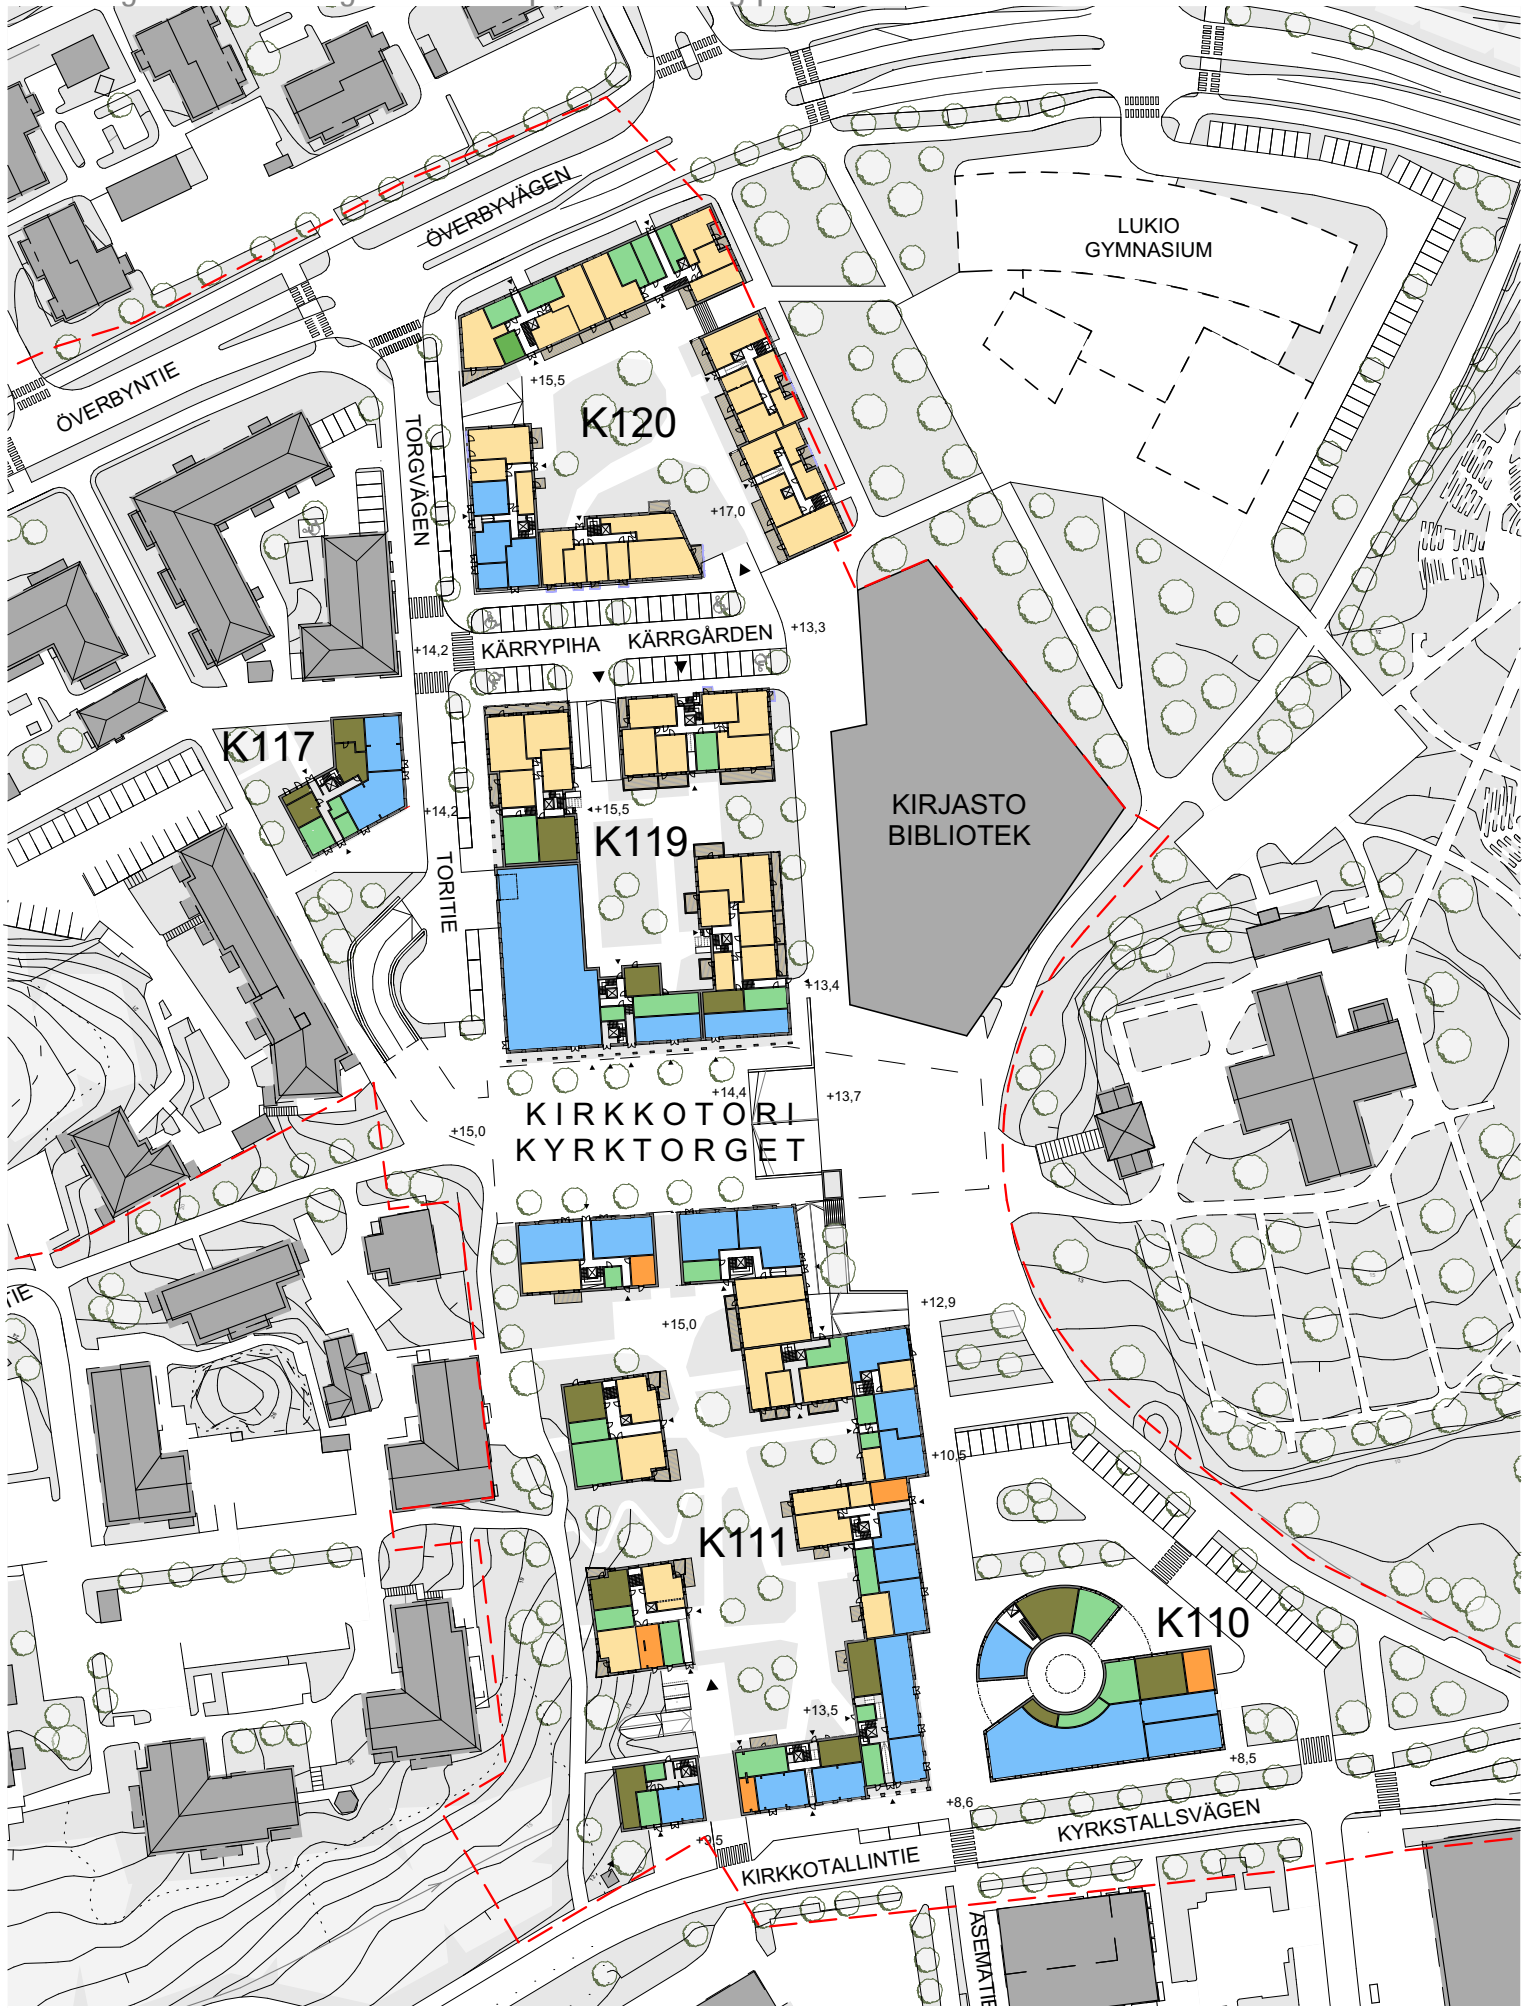 ÖVERBYVÄGEN
LUKIO
GYMNASIUM
ÖVERBYNTIE
+15,5
K120
TORGVÄGEN
+17,0
+13,3
+14,2
KÄRRYPIHA
KÄRRGÅRDEN
K117
+14,2
+15,5
K119
KIRJASTO
BIBLIOTEK
TORITIE
+13,4
+14,4
+13,7
KIRKKOTORI
KYRKTORGET
+15,0
TIE
+12,9
+15,0
+10,5
K111
K110
+13,5
+8,5
+8,6
KYRKSTALLSVÄGEN
+9,5
KIRKKOTALLINTIE
ASEMATIE